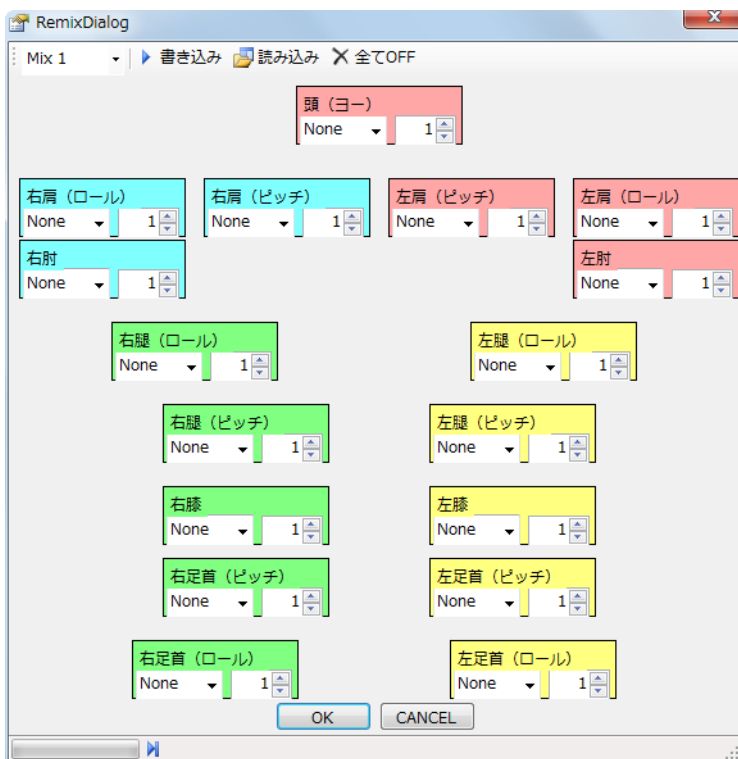 RemixDialog
Mix 1 書き込み 読み込み 全てOFF
頭（ヨー）
None 1
右肩（ロール） 右肩（ピッチ） 左肩（ピッチ） 左肩（ロール）
None 1 None 1 None 1 None 1
右肘 左肘
None 1 None 1
右腿（ロール） 左腿（ロール）
None 1 None 1
右腿（ピッチ） 左腿（ピッチ）
None 1 None 1
右膝 左膝
None 1 None 1
右足首（ピッチ） 左足首（ピッチ）
None 1 None 1
右足首（ロール） 左足首（ロール）
None 1 None 1
OK CANCEL